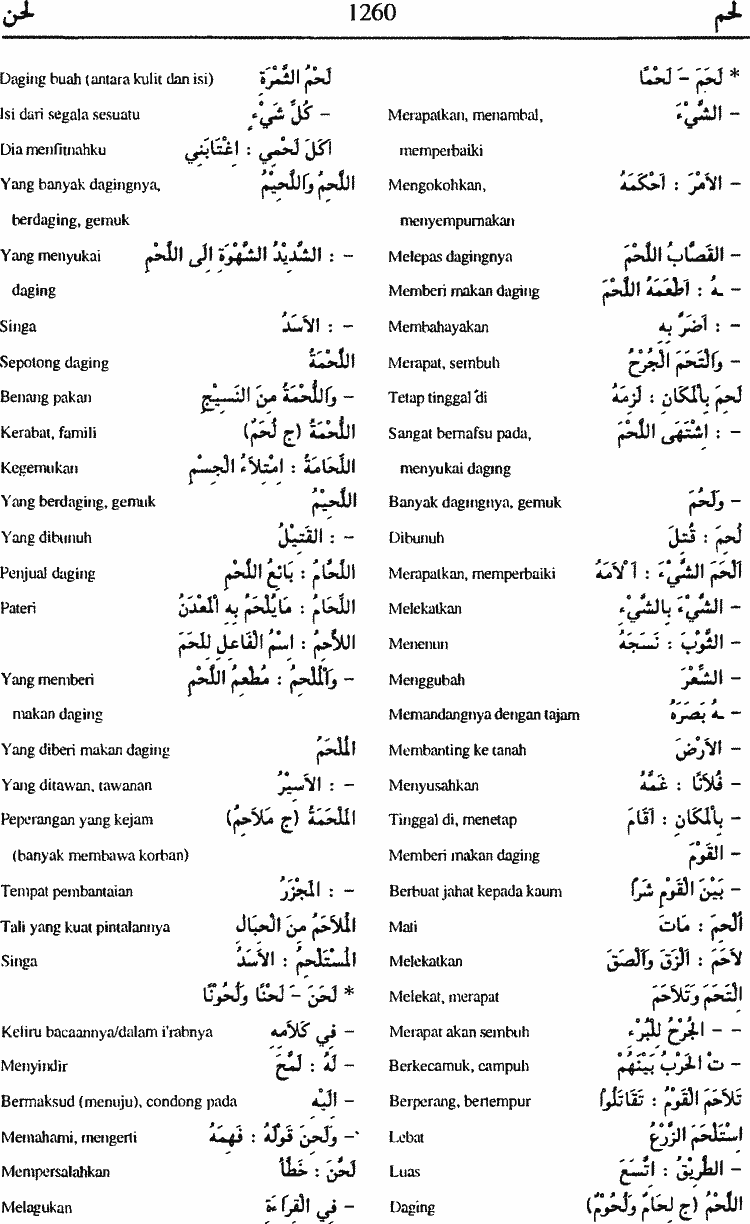 لحم 1260 لحن
* لَحَمَ - لَحْمًا
- الشَّيْءَ : Merapatkan, menambal,
memperbaiki
- الاَمْرَ : اَحْكَمَهُ Mengokohkan,
menyempurnakan
- القَصَّابُ اللَّحْمَ Melepas dagingnya
- ـهُ : اَطْعَمَهُ اللَّحْمَ Memberi makan daging
- : اَضَرَّ بِهِ Membahayakan
- وَالْتَحَمَ الْجُرْحُ Merapat, sembuh
لَحِمَ بِالْمَكَانِ : لَزِمَهُ Tetap tinggal di
- : اِشْتَهَى اللَّحْمَ Sangat bernafsu pada,
menyukai daging
- وَلَحُمَ Banyak dagingnya, gemuk
لُحِمَ : قُتِلَ Dibunuh
اَلْحَمَ الشَّيْءَ : اَلْاَمَهُ Merapatkan, memperbaiki
- الشَّيْءَ بِالشَّيْءِ Melekatkan
- الثَّوْبَ : نَسَجَهُ Menenun
- الشِّعْرَ Menggubah
- ـهُ بَصَرَهُ Memandangnya dengan tajam
- الاَرْضَ Membanting ke tanah
- فُلاَنًا : غَمَّهُ Menyusahkan
- بِالْمَكَانِ : اَقَامَ Tinggal di, menetap
- القَوْمَ Memberi makan daging
- بَيْنَ الْقَوْمِ شَرًّا Berbuat jahat kepada kaum
اُلْحِمَ : مَاتَ Mati
لاَحَمَ : اَلْزَقَ وَاَلْصَقَ Melekatkan
اِلْتَحَمَ وَتَلاَحَمَ Melekat, merapat
- - الْجُرْحُ لِلْبُرْءِ Merapat akan sembuh
- تْ الْحَرْبُ بَيْنَهُمْ Berkecamuk, campuh
تَلاَحَمَ الْقَوْمُ : تَقَاتَلُوا Berperang, bertempur
اِسْتَلْحَمَ الزَّرْعُ Lebat
- الطَّرِيْقُ : اتَّسَعَ Luas
اللَّحْمُ (ج لِحَامٌ وَلُحُوْمٌ) Daging
لَحْمُ الثَّمْرَةِ Daging buah (antara kulit dan isi)
- كُلِّ شَيْءٍ Isi dari segala sesuatu
اَكَلَ لَحْمِي : اغْتَابَنِي Dia menfitnahku
اللَّحِمُ وَاللَّحِيْمُ Yang banyak dagingnya,
berdaging, gemuk
- : الشَّدِيْدُ الشَّهْوَةِ اِلَى اللَّحْمِ Yang menyukai
daging
- : الاَسَدُ Singa
اللَّحْمَةُ Sepotong daging
- وَاللُّحْمَةُ مِنَ النَّسِيْجِ Benang pakan
اللُّحْمَةُ (ج لُحَمٌ) Kerabat, famili
اللَّحَامَةُ : امْتِلاَءُ الْجِسْمِ Kegemukan
اللَّحِيْمُ Yang berdaging, gemuk
- : القَتِيْلُ Yang dibunuh
اللَّحَّامُ : بَائِعُ اللَّحْمِ Penjual daging
اللِّحَامُ : مَايُلْحَمُ بِهِ الْمَعْدَنُ Pateri
اللاَّحِمُ : اسْمُ الْفَاعِلِ لِلَحَمَ
- وَالْمُلْحِمُ : مُطْعِمُ اللَّحْمِ Yang memberi
makan daging
الْمُلْحَمُ Yang diberi makan daging
- : الاَسِيْرُ Yang ditawan, tawanan
الْمَلْحَمَةُ (ج مَلاَحِمُ) Peperangan yang kejam
(banyak membawa korban)
- : الْمَجْزَرُ Tempat pembantaian
الْمُلاَحَمُ مِنَ الْحِبَالِ Tali yang kuat pintalannya
الْمُسْتَلْحِمُ : الاَسَدُ Singa
* لَحَنَ - لَحْنًا وَلُحُوْنًا
- فِي كَلاَمِهِ Keliru bacaannya/dalam i'rabnya
- لَهُ : لَمَّحَ Menyindir
- اِلَيْهِ Bermaksud (menuju), condong pada
- وَلَحِنَ قَوْلَهُ : فَهِمَهُ Memahami, mengerti
لَحَّنَ : خَطَّأَ Mempersalahkan
- فِي الْقِرَاءَةِ Melagukan